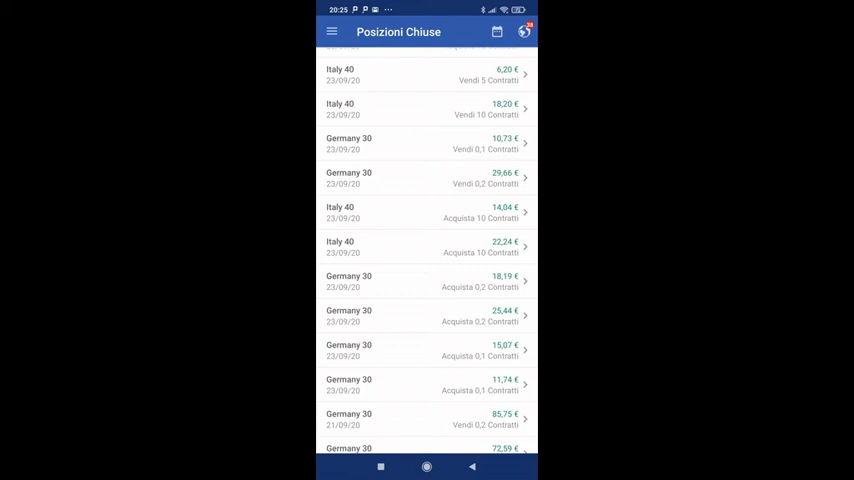 20:25
Posizioni Chiuse
38
Italy 40
6,20 €
23/09/20
Vendi 5 Contratti
Italy 40
18,20 €
23/09/20
Vendi 10 Contratti
Germany 30
10,73 €
23/09/20
Vendi 0,1 Contratti
Germany 30
29,66 €
23/09/20
Vendi 0,2 Contratti
Italy 40
14,04 €
23/09/20
Acquista 10 Contratti
Italy 40
22,24 €
23/09/20
Acquista 10 Contratti
Germany 30
18,19 €
23/09/20
Acquista 0,2 Contratti
Germany 30
25,44 €
23/09/20
Acquista 0,2 Contratti
Germany 30
15,07 €
23/09/20
Acquista 0,1 Contratti
Germany 30
11,74 €
23/09/20
Acquista 0,1 Contratti
Germany 30
85,75 €
21/09/20
Vendi 0,2 Contratti
Germany 30
72,59 €